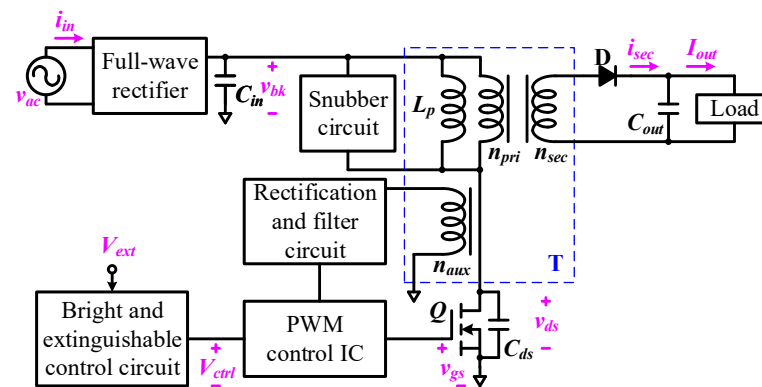 i_in
v_ac
Full-wave
rectifier
C_in
+
v_bk
−
Snubber
circuit
L_p
n_pri
n_sec
D
i_sec
I_out
C_out
Load
Rectification
and filter
circuit
n_aux
T
V_ext
Bright and
extinguishable
control circuit
+
V_ctrl
−
PWM
control IC
Q
+
v_gs
−
C_ds
+
v_ds
−